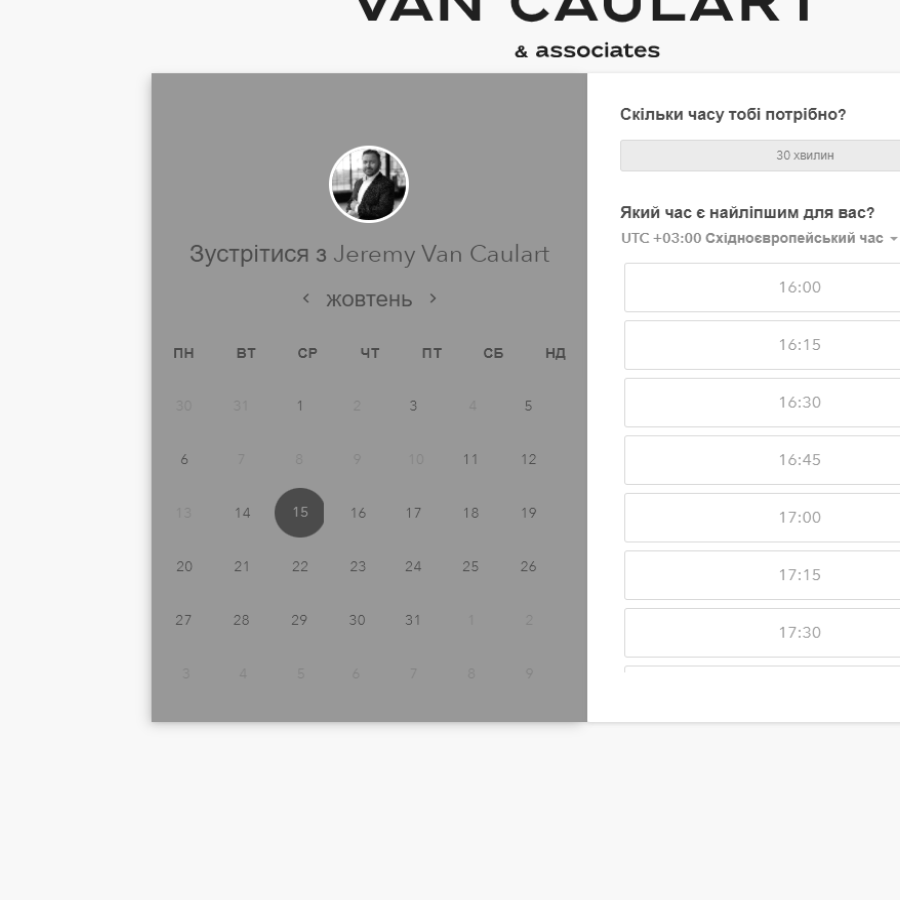 VAN CAULART
& associates
Зустрітися з Jeremy Van Caulart
жовтень
ПН ВТ СР ЧТ ПТ СБ НД
30 31 1 2 3 4 5
6 7 8 9 10 11 12
13 14 15 16 17 18 19
20 21 22 23 24 25 26
27 28 29 30 31 1 2
3 4 5 6 7 8 9
Скільки часу тобі потрібно?
30 хвилин
Який час є найліпшим для вас?
UTC +03:00 Східноєвропейський час
16:00
16:15
16:30
16:45
17:00
17:15
17:30